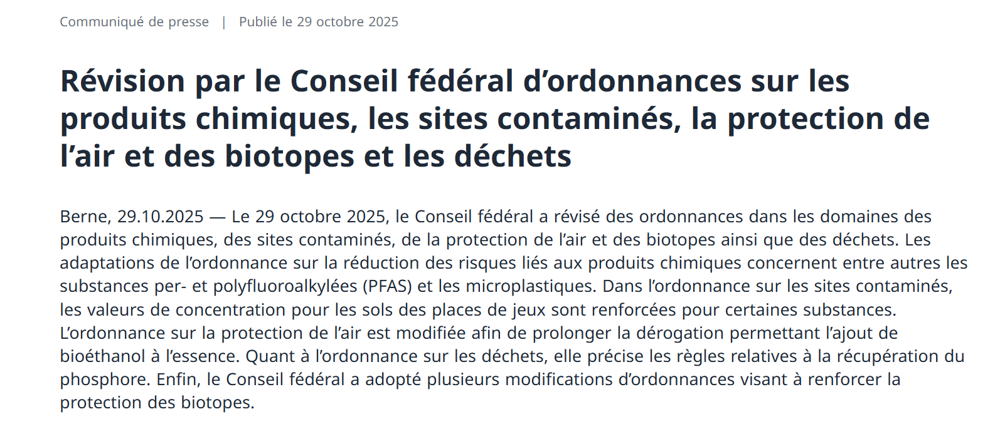 Communiqué de presse | Publié le 29 octobre 2025
Révision par le Conseil fédéral d’ordonnances sur les
produits chimiques, les sites contaminés, la protection de
l’air et des biotopes et les déchets
Berne, 29.10.2025 — Le 29 octobre 2025, le Conseil fédéral a révisé des ordonnances dans les domaines des
produits chimiques, des sites contaminés, de la protection de l’air et des biotopes ainsi que des déchets. Les
adaptations de l’ordonnance sur la réduction des risques liés aux produits chimiques concernent entre autres les
substances per- et polyfluoroalkylées (PFAS) et les microplastiques. Dans l’ordonnance sur les sites contaminés,
les valeurs de concentration pour les sols des places de jeux sont renforcées pour certaines substances.
L’ordonnance sur la protection de l’air est modifiée afin de prolonger la dérogation permettant l’ajout de
bioéthanol à l’essence. Quant à l’ordonnance sur les déchets, elle précise les règles relatives à la récupération du
phosphore. Enfin, le Conseil fédéral a adopté plusieurs modifications d’ordonnances visant à renforcer la
protection des biotopes.